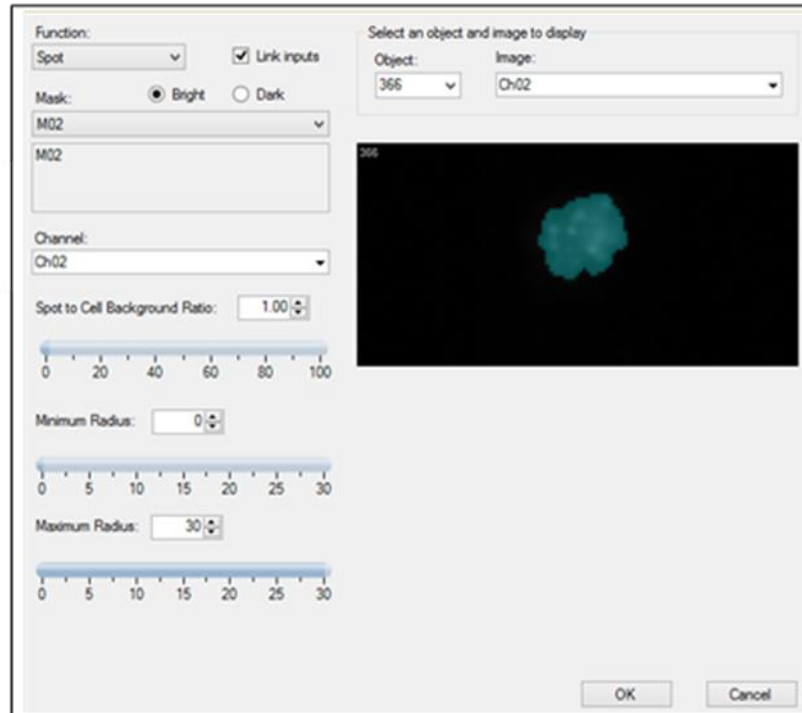 Function:
Spot
Link inputs
Mask:
Bright
Dark
M02
M02
Channel:
Ch02
Spot to Cell Background Ratio:
1.00
0 20 40 60 80 100
Minimum Radius:
0
0 5 10 15 20 25 30
Maximum Radius:
30
0 5 10 15 20 25 30
Select an object and image to display
Object:
Image:
366
Ch02
366
OK
Cancel